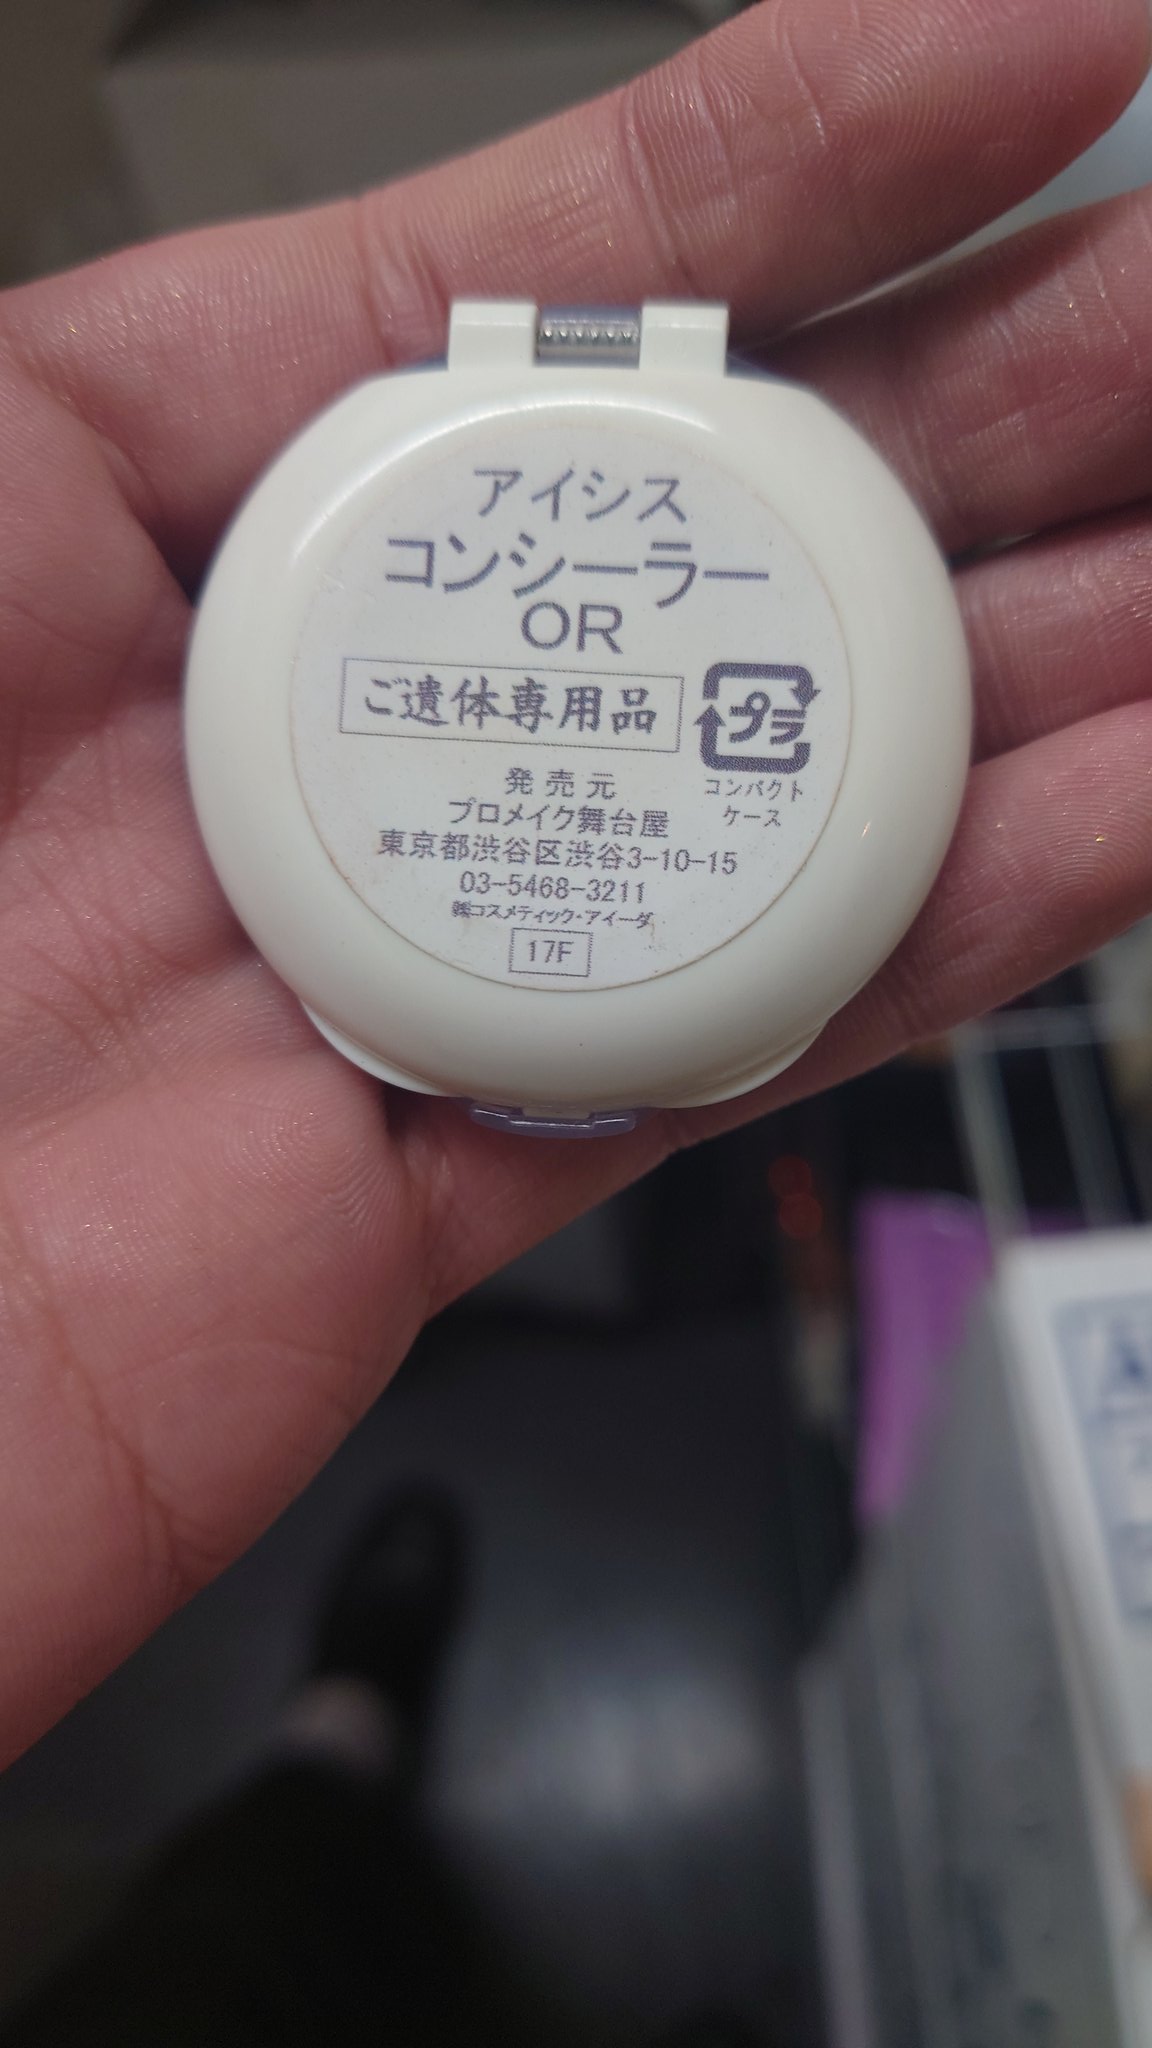 アイシス
コンシーラー
OR
ご遺体専用品
プラ
コンパクト
ケース
発売元
プロメイク舞台屋
東京都渋谷区渋谷3-10-15
03-5468-3211
㈱コスメティック・アイーダ
17F